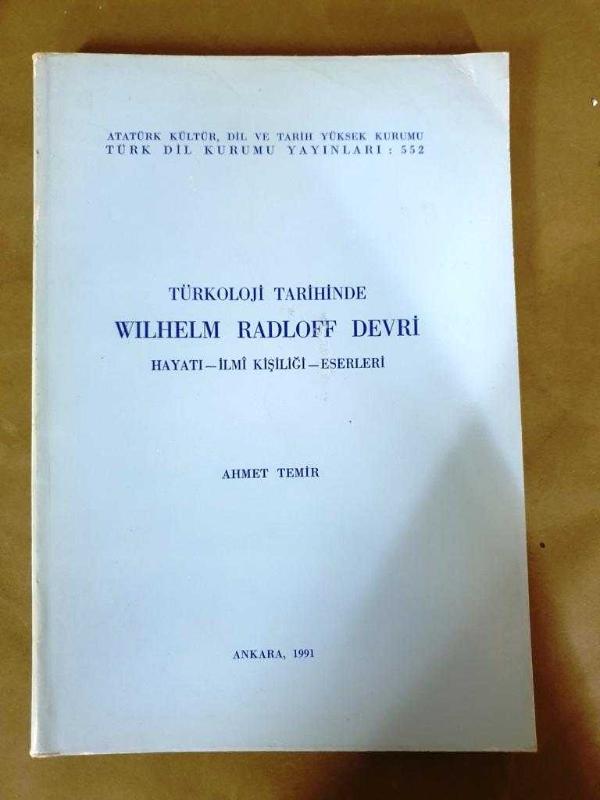 ATATÜRK KÜLTÜR, DİL VE TARİH YÜKSEK KURUMU
TÜRK DİL KURUMU YAYINLARI : 552
TÜRKOLOJİ TARİHİNDE
WILHELM RADLOFF DEVRİ
HAYATI—İLMÎ KİŞİLİĞİ—ESERLERİ
AHMET TEMİR
ANKARA, 1991